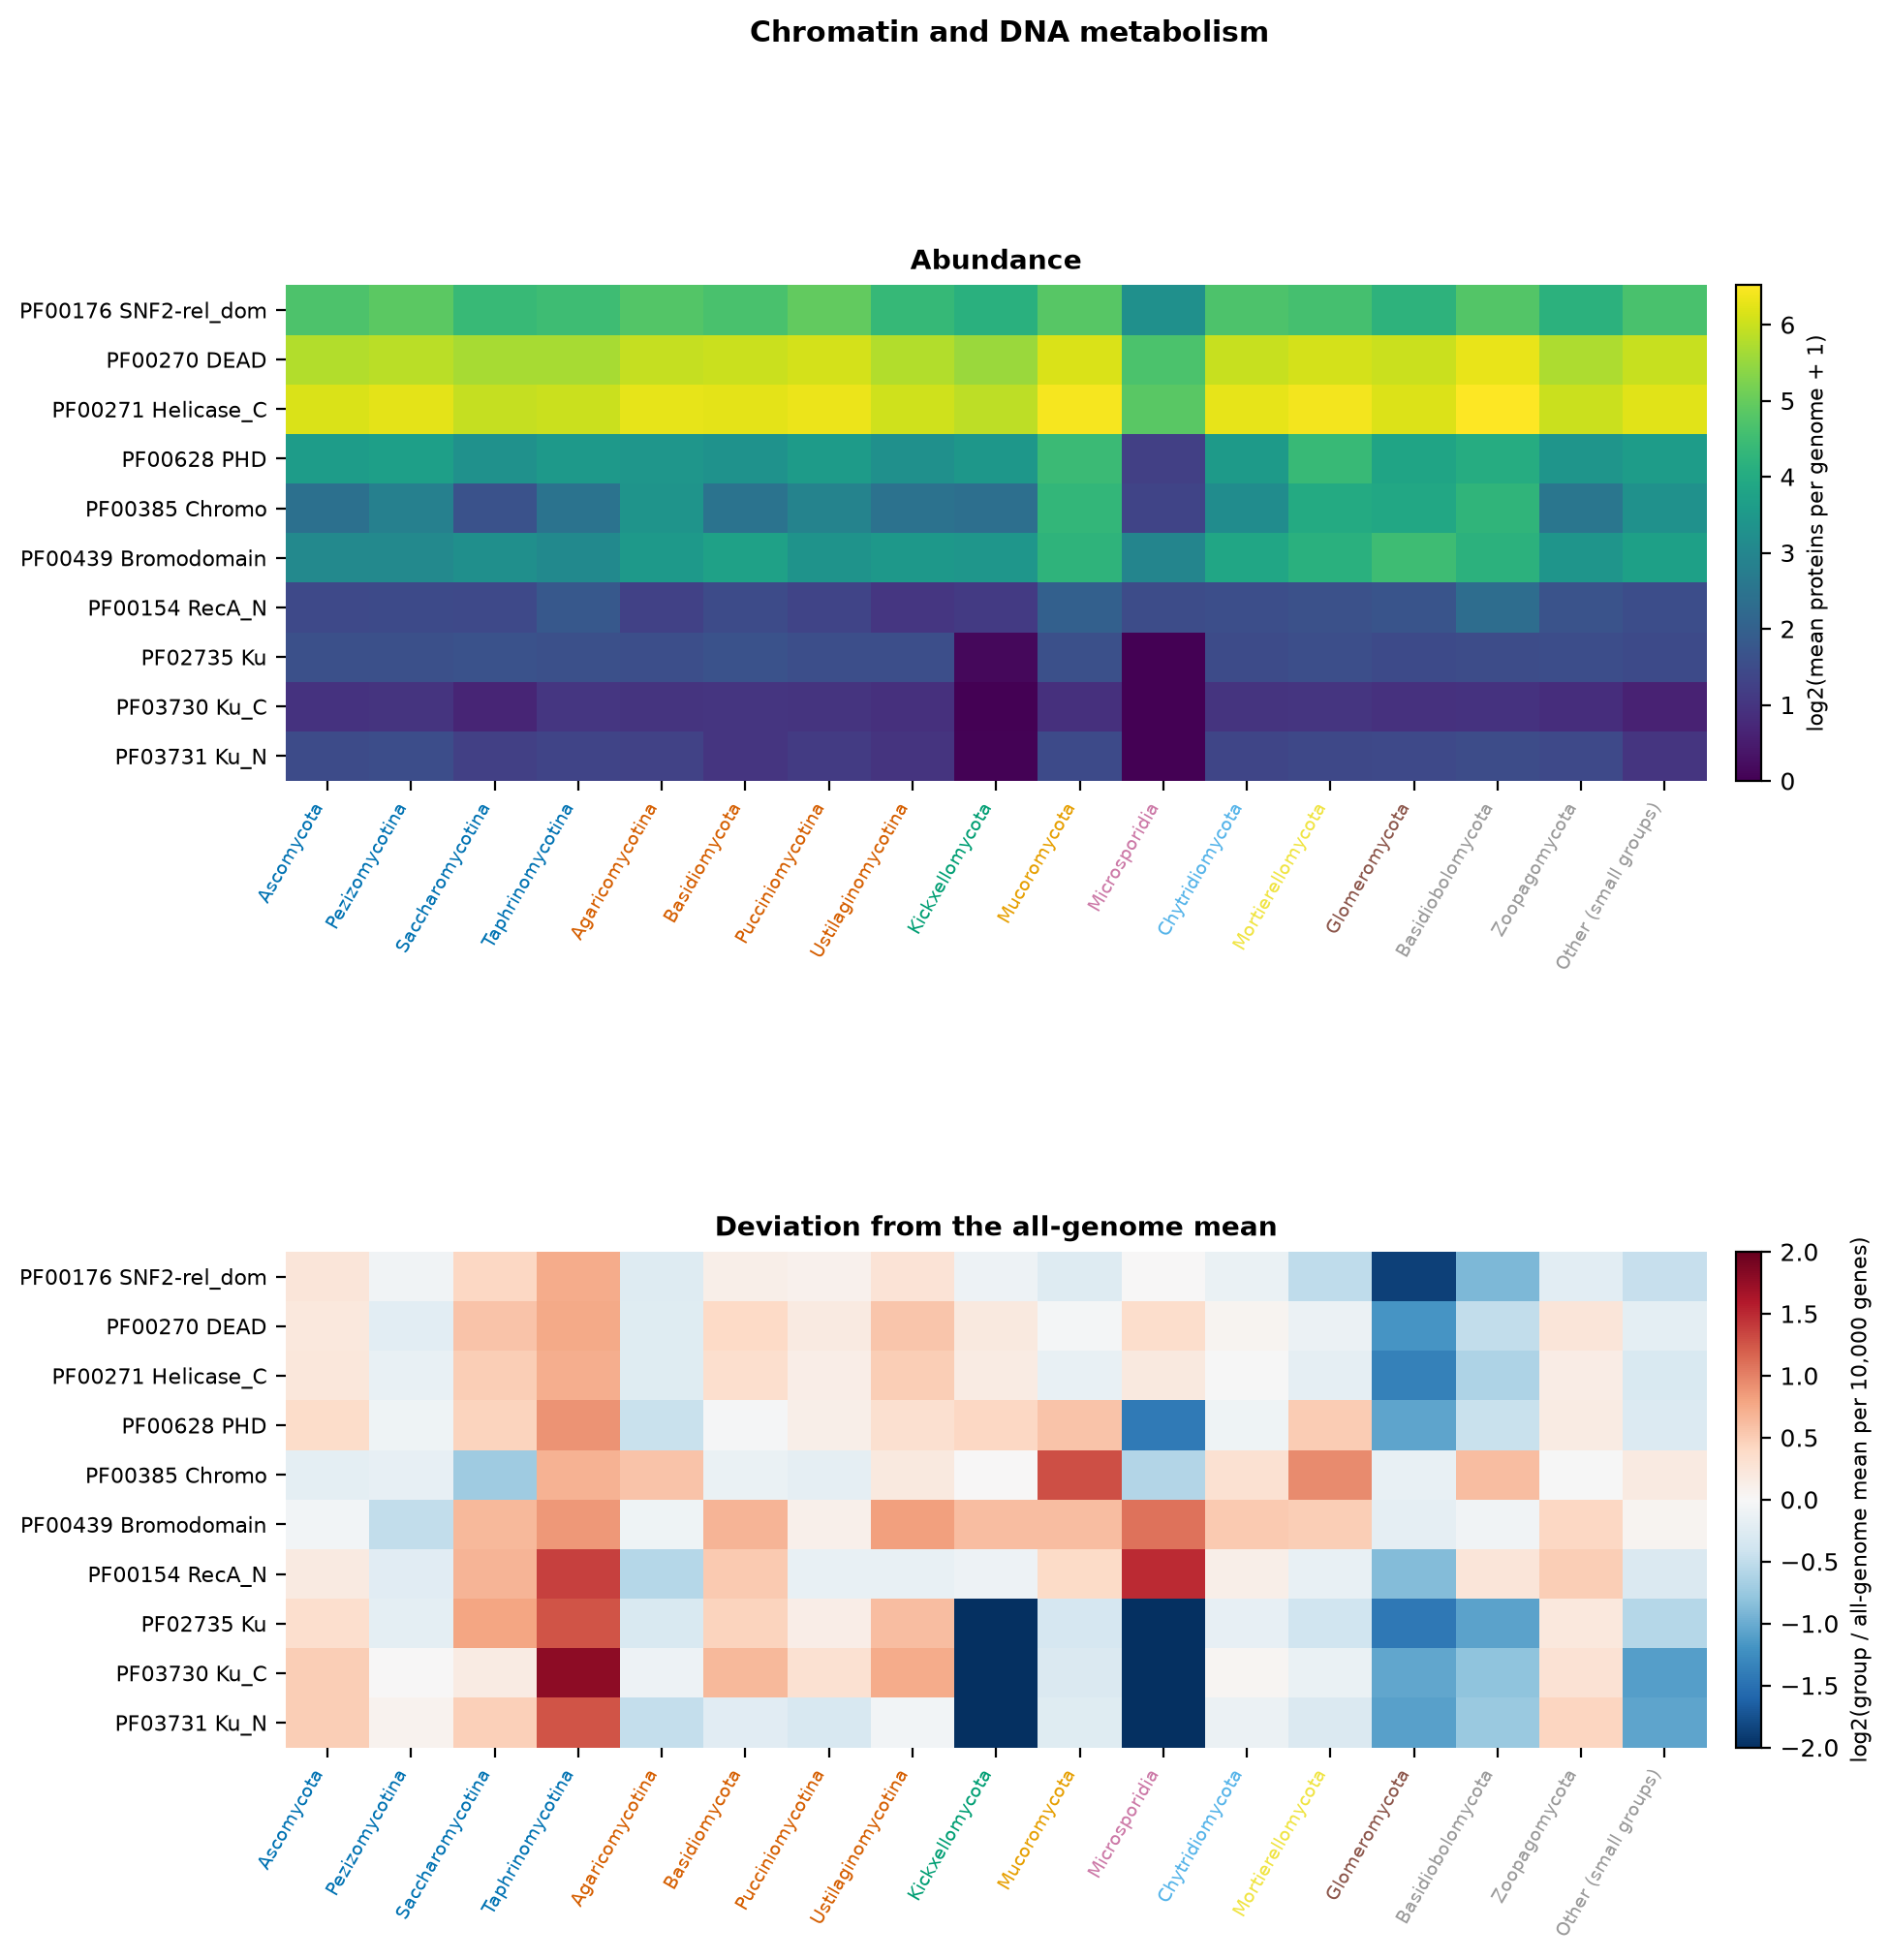 Chromatin and DNA metabolism
Abundance
PF00176 SNF2-rel_dom
PF00270 DEAD
PF00271 Helicase_C
PF00628 PHD
PF00385 Chromo
PF00439 Bromodomain
PF00154 RecA_N
PF02735 Ku
PF03730 Ku_C
PF03731 Ku_N
Ascomycota
Pezizomycotina
Saccharomycotina
Taphrinomycotina
Agaricomycotina
Basidiomycota
Pucciniomycotina
Ustilaginomycotina
Kickxellomycota
Mucoromycota
Microsporidia
Chytridiomycota
Mortierellomycota
Glomeromycota
Basidiobolomycota
Zoopagomycota
Other (small groups)
6
5
4
3
2
1
0
log2(mean proteins per genome + 1)
Deviation from the all-genome mean
PF00176 SNF2-rel_dom
PF00270 DEAD
PF00271 Helicase_C
PF00628 PHD
PF00385 Chromo
PF00439 Bromodomain
PF00154 RecA_N
PF02735 Ku
PF03730 Ku_C
PF03731 Ku_N
Ascomycota
Pezizomycotina
Saccharomycotina
Taphrinomycotina
Agaricomycotina
Basidiomycota
Pucciniomycotina
Ustilaginomycotina
Kickxellomycota
Mucoromycota
Microsporidia
Chytridiomycota
Mortierellomycota
Glomeromycota
Basidiobolomycota
Zoopagomycota
Other (small groups)
2.0
1.5
1.0
0.5
0.0
−0.5
−1.0
−1.5
−2.0
log2(group / all-genome mean per 10,000 genes)